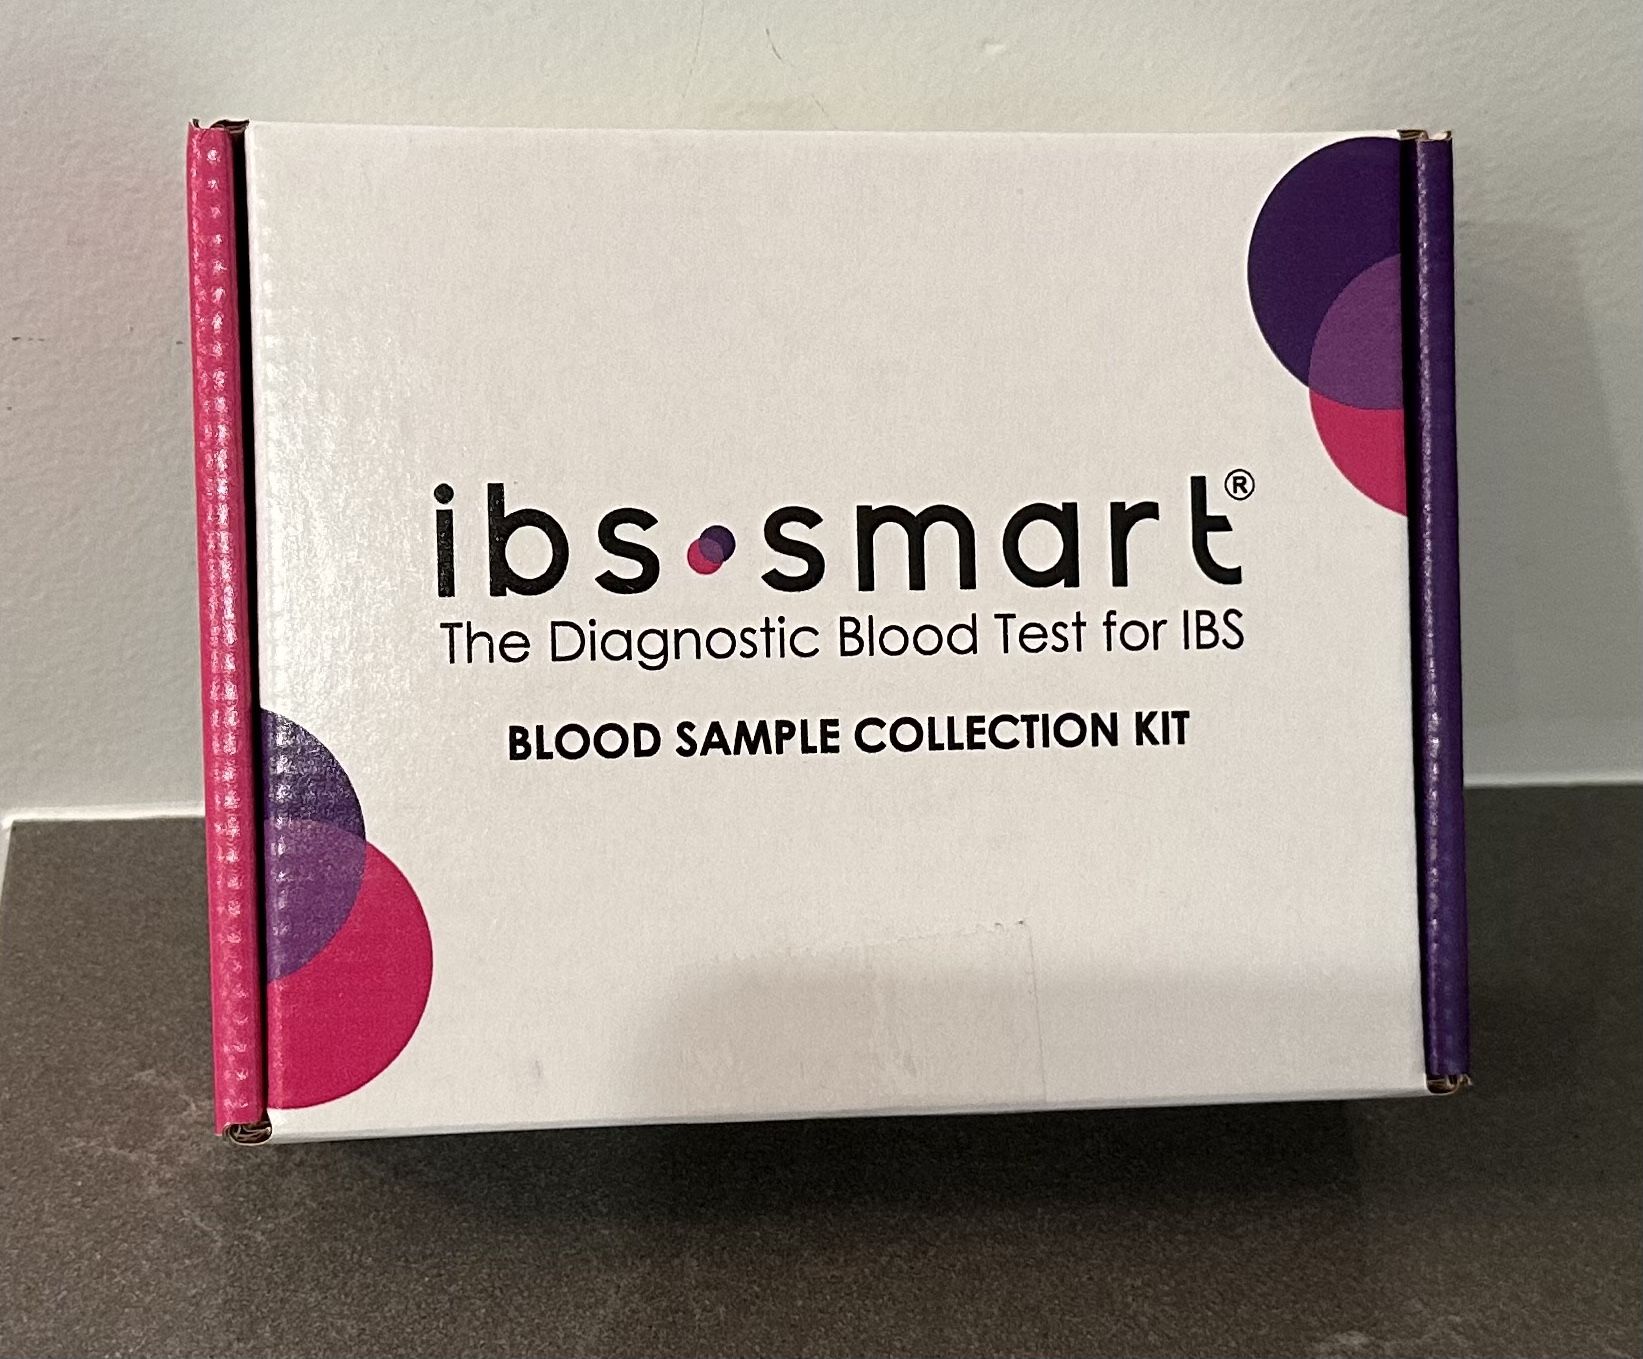 ibs•smart®
The Diagnostic Blood Test for IBS
BLOOD SAMPLE COLLECTION KIT